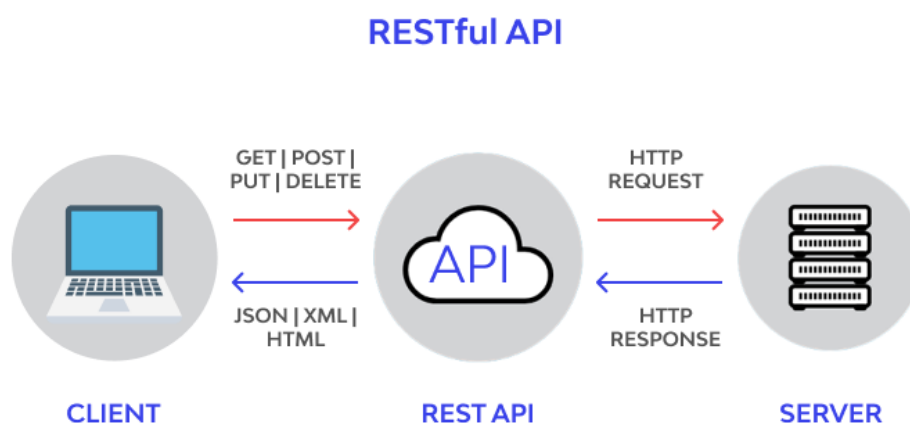 RESTful API
GET | POST |
PUT | DELETE
HTTP
REQUEST
API
JSON | XML |
HTML
HTTP
RESPONSE
CLIENT
REST API
SERVER